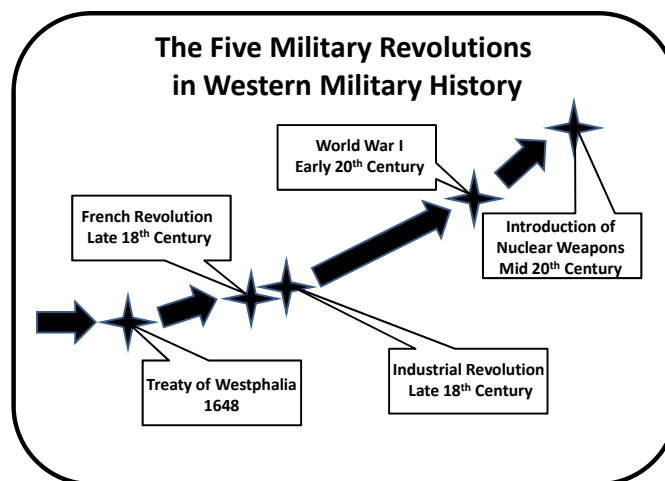 The Five Military Revolutions
in Western Military History
World War I
Early 20th Century
French Revolution
Late 18th Century
Introduction of
Nuclear Weapons
Mid 20th Century
Treaty of Westphalia
1648
Industrial Revolution
Late 18th Century